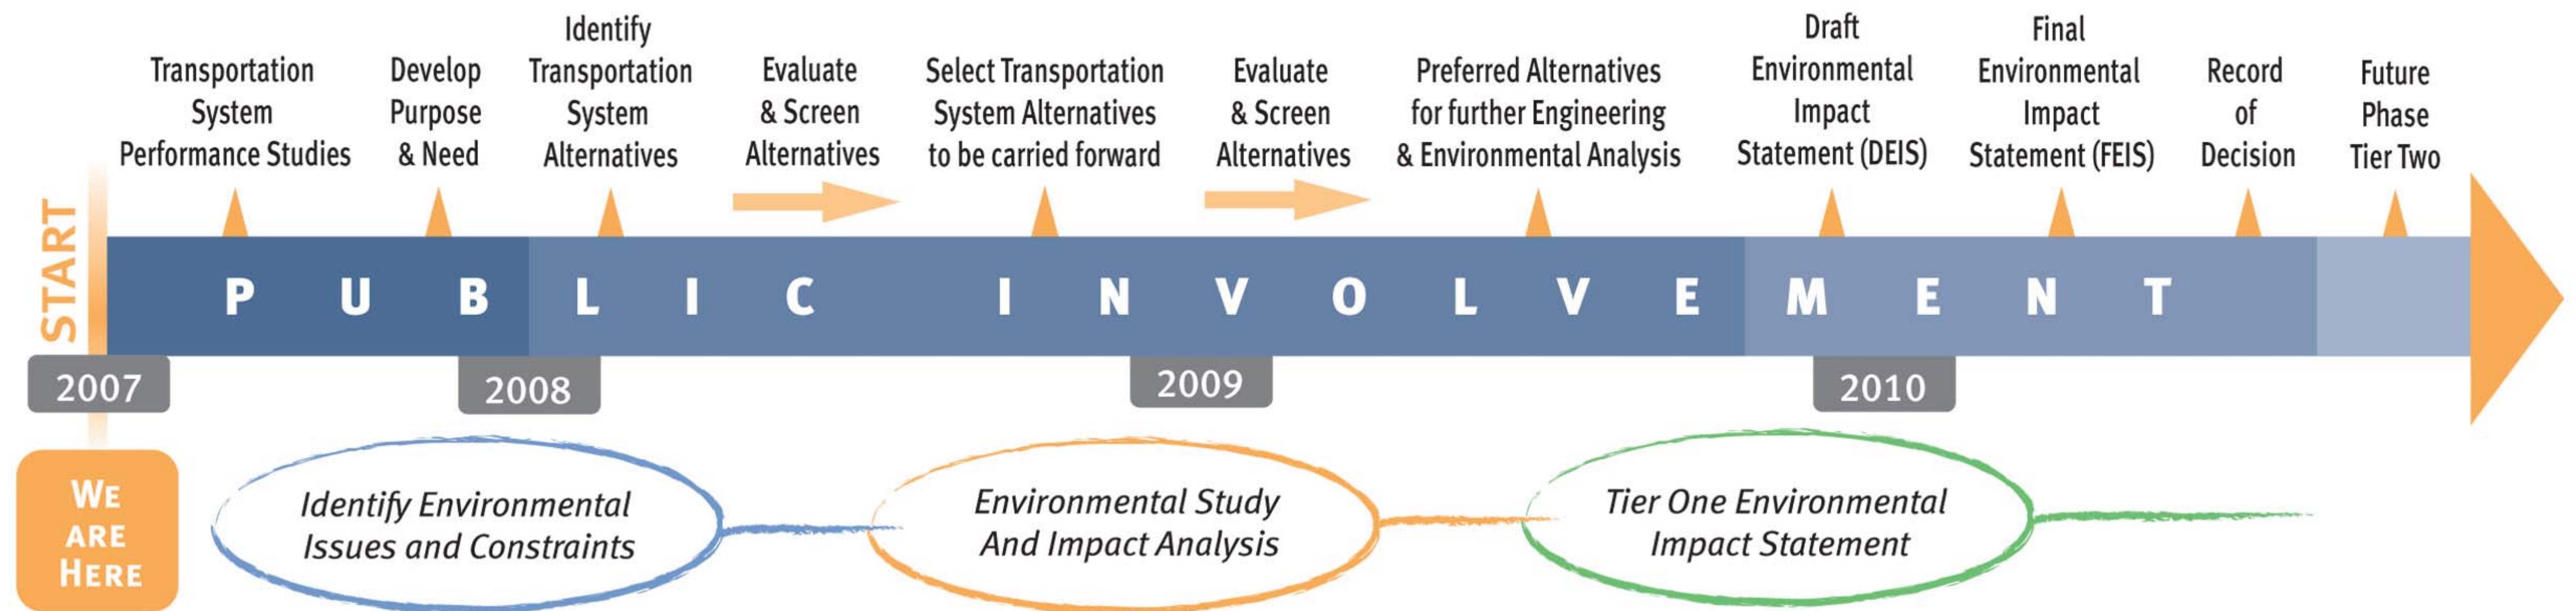 Transportation
System
Performance Studies
Develop
Purpose
& Need
Identify
Transportation
System
Alternatives
Evaluate
& Screen
Alternatives
Select Transportation
System Alternatives
to be carried forward
Evaluate
& Screen
Alternatives
Preferred Alternatives
for further Engineering
& Environmental Analysis
Draft
Environmental
Impact
Statement (DEIS)
Final
Environmental
Impact
Statement (FEIS)
Record
of
Decision
Future
Phase
Tier Two
START
PUBLIC INVOLVEMENT
2007
2008
2009
2010
WE
ARE
HERE
Identify Environmental
Issues and Constraints
Environmental Study
And Impact Analysis
Tier One Environmental
Impact Statement